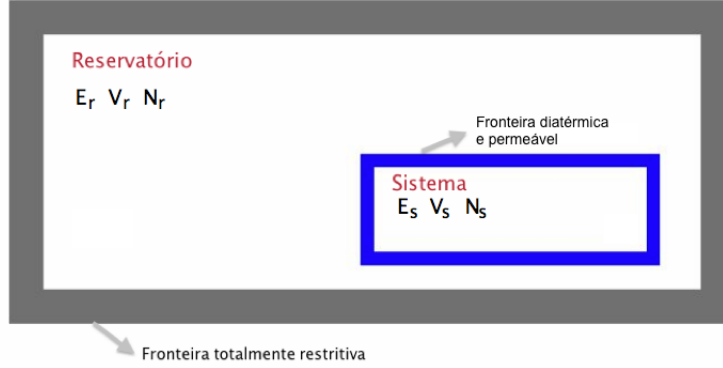 Reservatório
Er Vr Nr
Fronteira diatérmica
e permeável
Sistema
Es Vs Ns
Fronteira totalmente restritiva